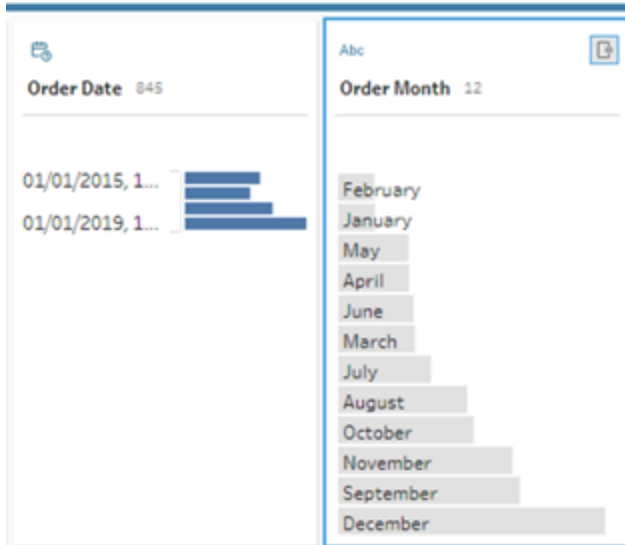 Order Date 845
01/01/2015, 1...
01/01/2019, 1...
Abc
Order Month 12
February
January
May
April
June
March
July
August
October
November
September
December